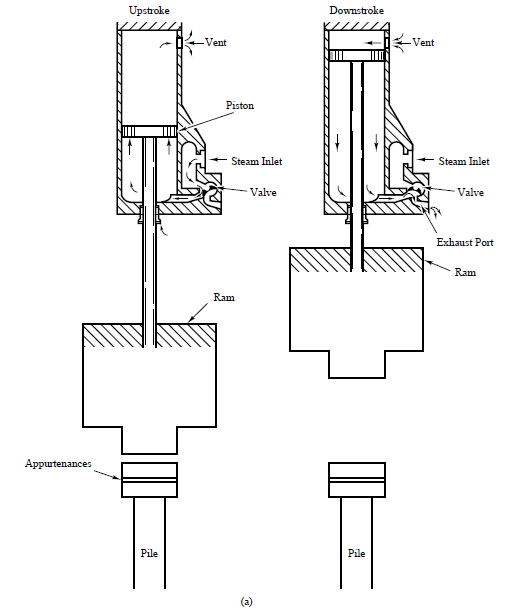 Upstroke
Vent
Piston
Steam Inlet
Valve
Ram
Appurtenances
Pile
Downstroke
Vent
Steam Inlet
Valve
Exhaust Port
Ram
Pile
(a)